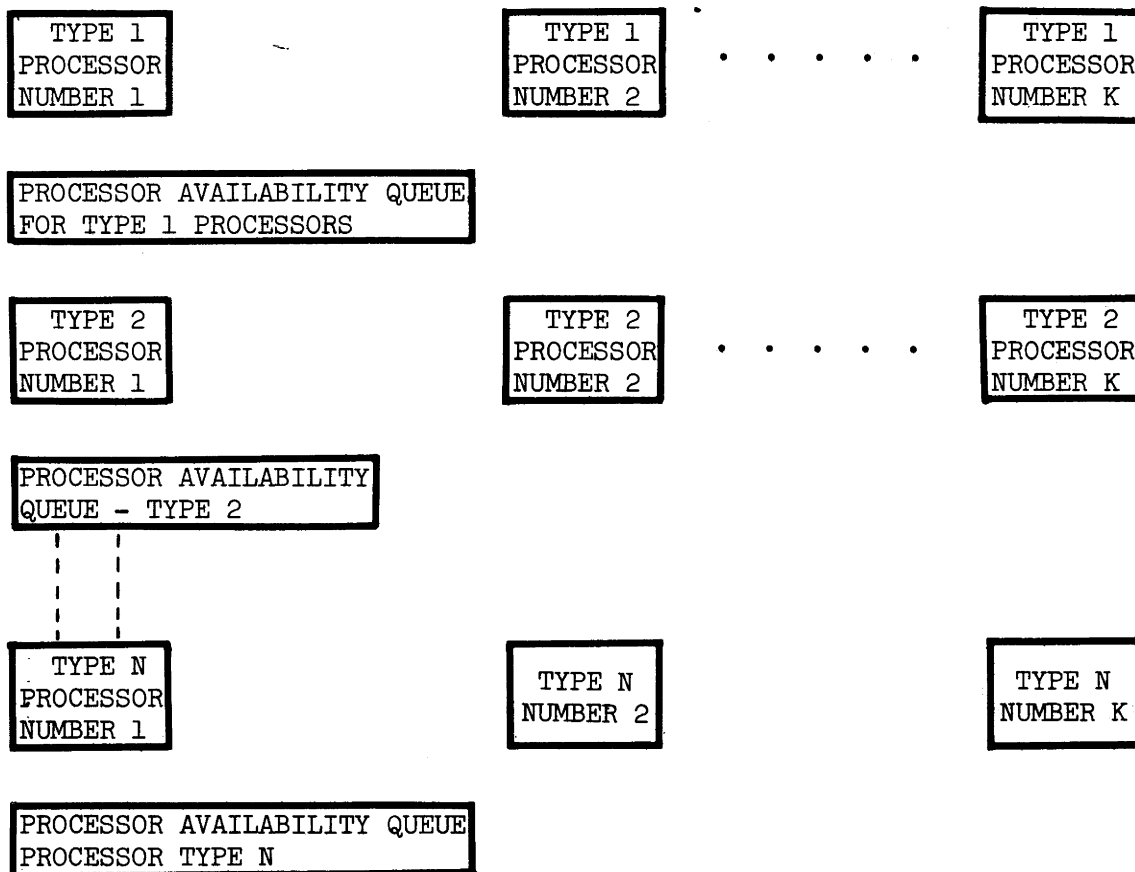 TYPE 1
PROCESSOR
NUMBER 1
TYPE 1
PROCESSOR
NUMBER 2
TYPE 1
PROCESSOR
NUMBER K
PROCESSOR AVAILABILITY QUEUE
FOR TYPE 1 PROCESSORS
TYPE 2
PROCESSOR
NUMBER 1
TYPE 2
PROCESSOR
NUMBER 2
TYPE 2
PROCESSOR
NUMBER K
PROCESSOR AVAILABILITY
QUEUE - TYPE 2
TYPE N
PROCESSOR
NUMBER 1
TYPE N
NUMBER 2
TYPE N
NUMBER K
PROCESSOR AVAILABILITY QUEUE
PROCESSOR TYPE N